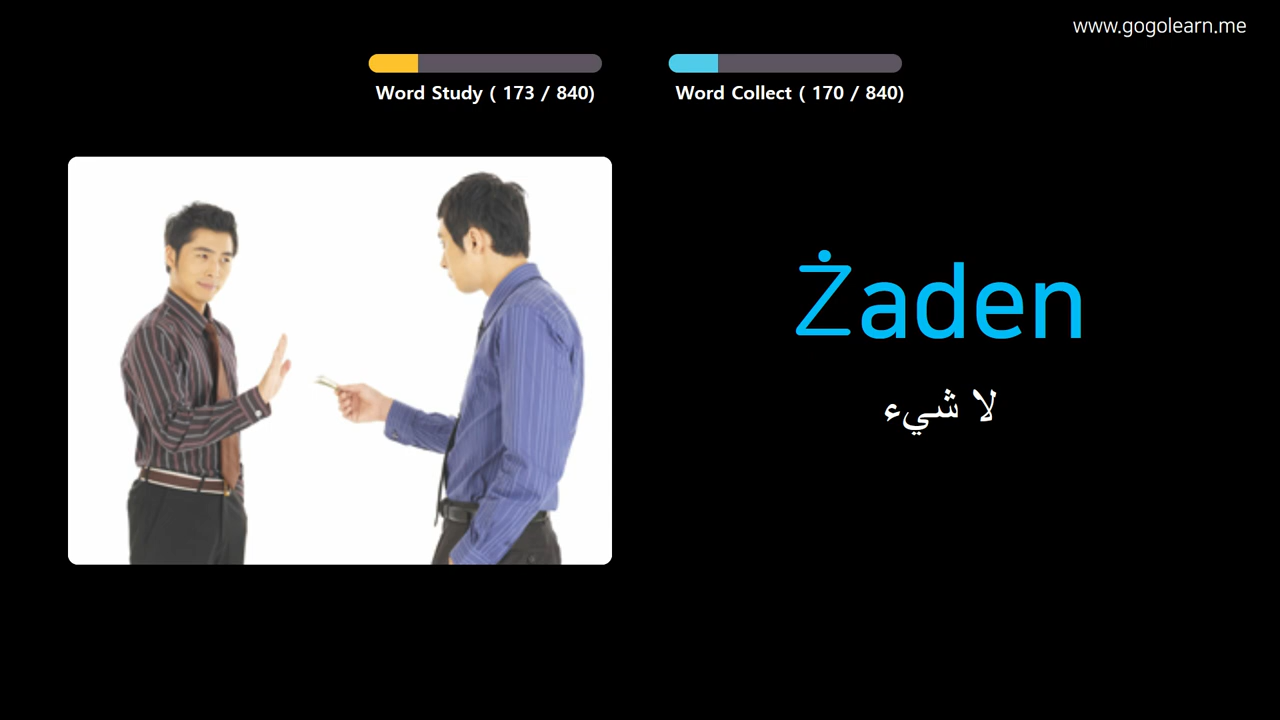 www.gogolearn.me
Word Study ( 173 / 840)
Word Collect ( 170 / 840)
Żaden
لا شيء